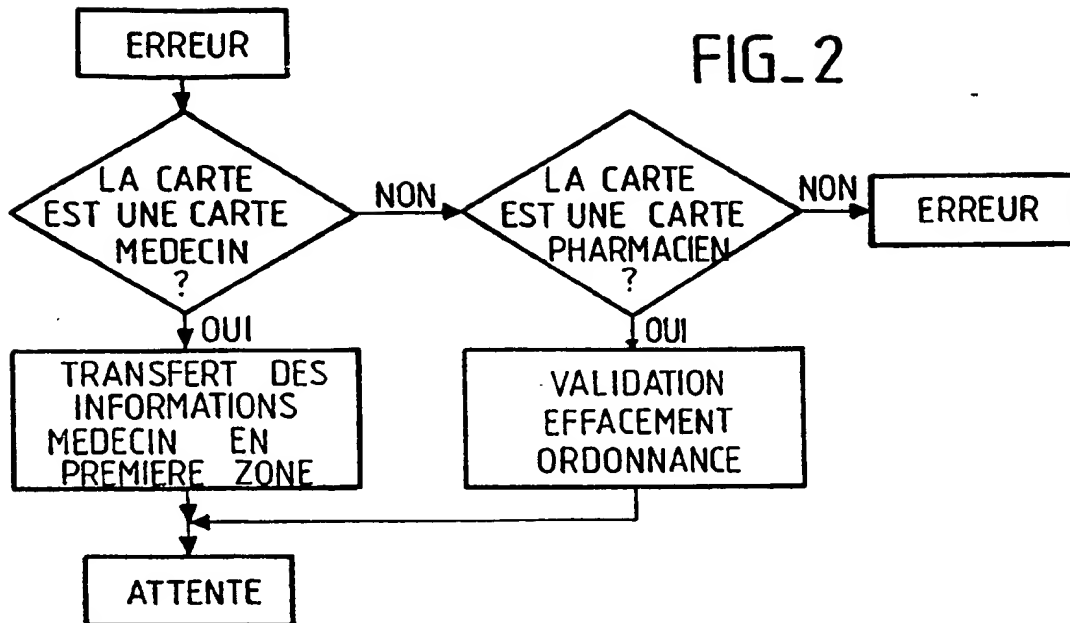 ERREUR
FIG_2
LA CARTE
EST UNE CARTE
MEDECIN
?
NON
LA CARTE
EST UNE CARTE
PHARMACIEN
?
NON
ERREUR
OUI
TRANSFERT DES
INFORMATIONS
MEDECIN EN
PREMIERE ZONE
OUI
VALIDATION
EFFACEMENT
ORDONNANCE
ATTENTE